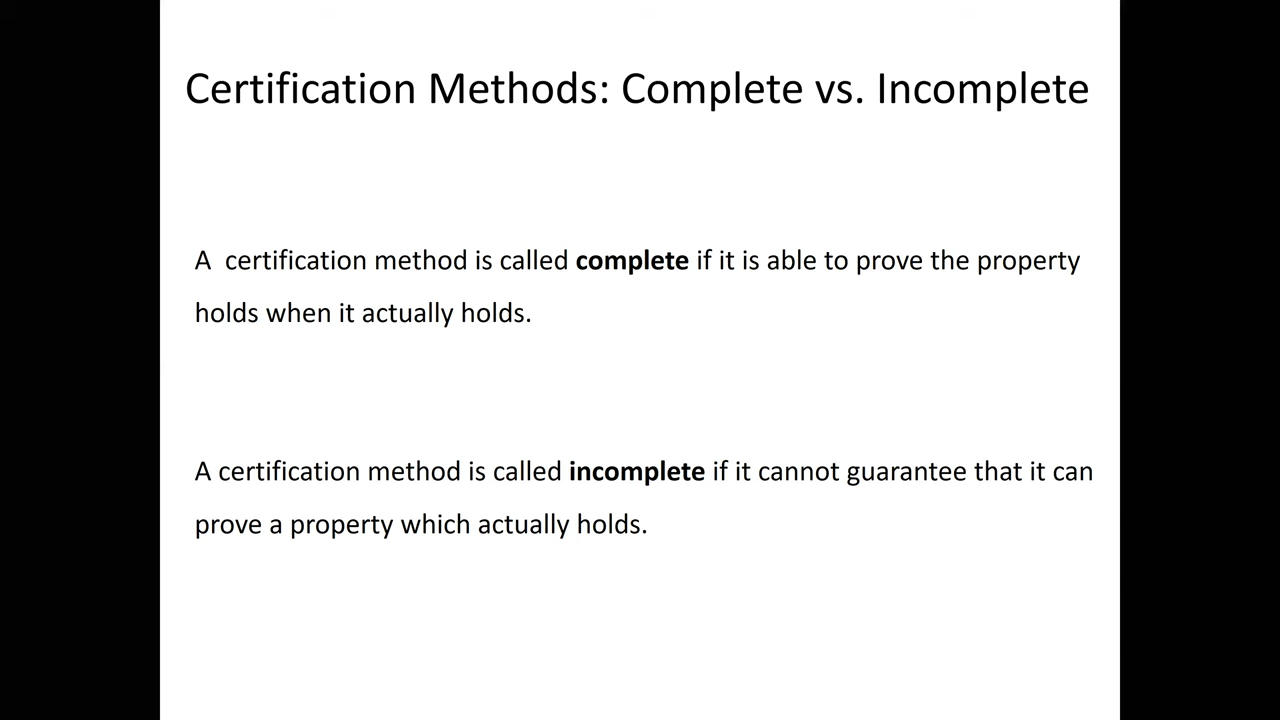 Certification Methods: Complete vs. Incomplete
A  certification method is called complete if it is able to prove the property
holds when it actually holds.
A certification method is called incomplete if it cannot guarantee that it can
prove a property which actually holds.